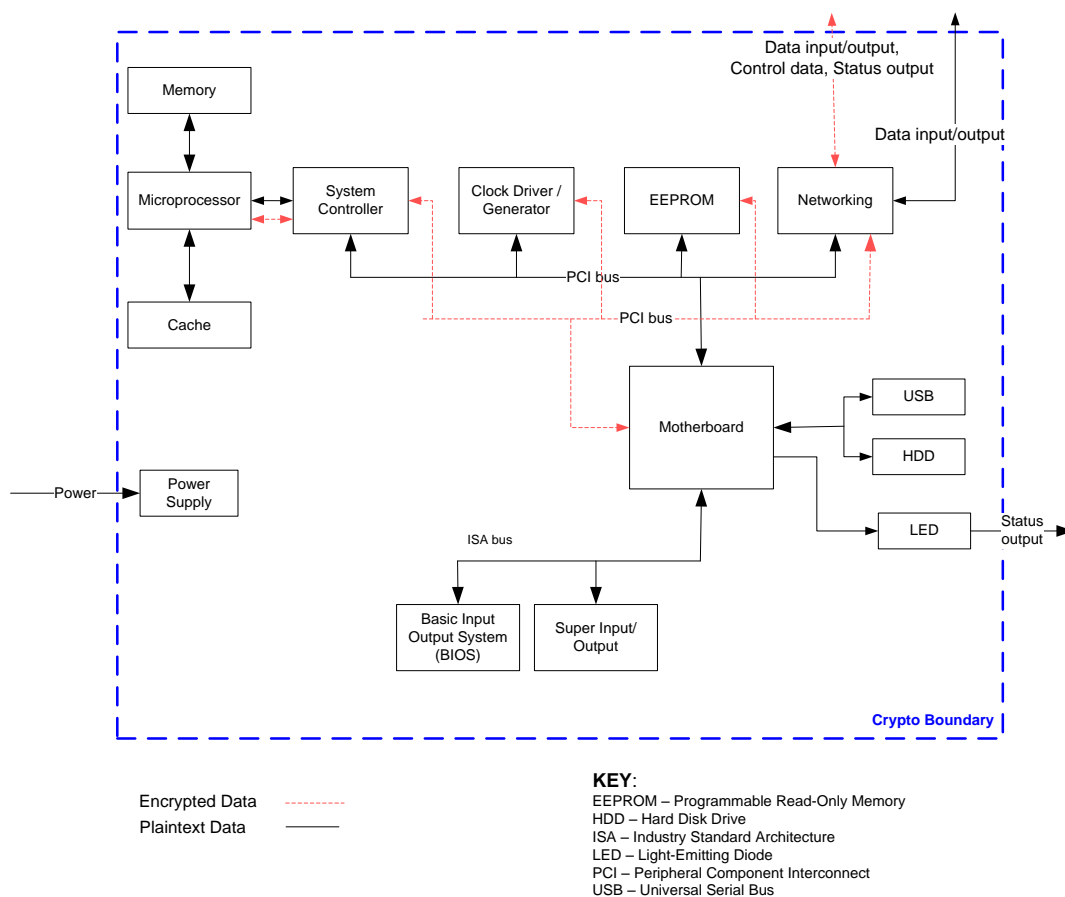 Data input/output,
Control data, Status output
Data input/output
Memory
Microprocessor
System
Controller
Clock Driver /
Generator
EEPROM
Networking
PCI bus
Cache
PCI bus
Motherboard
USB
HDD
Power
Power
Supply
LED
Status
output
ISA bus
Basic Input
Output System
(BIOS)
Super Input/
Output
Crypto Boundary
Encrypted Data
Plaintext Data
KEY:
EEPROM – Programmable Read-Only Memory
HDD – Hard Disk Drive
ISA – Industry Standard Architecture
LED – Light-Emitting Diode
PCI – Peripheral Component Interconnect
USB – Universal Serial Bus